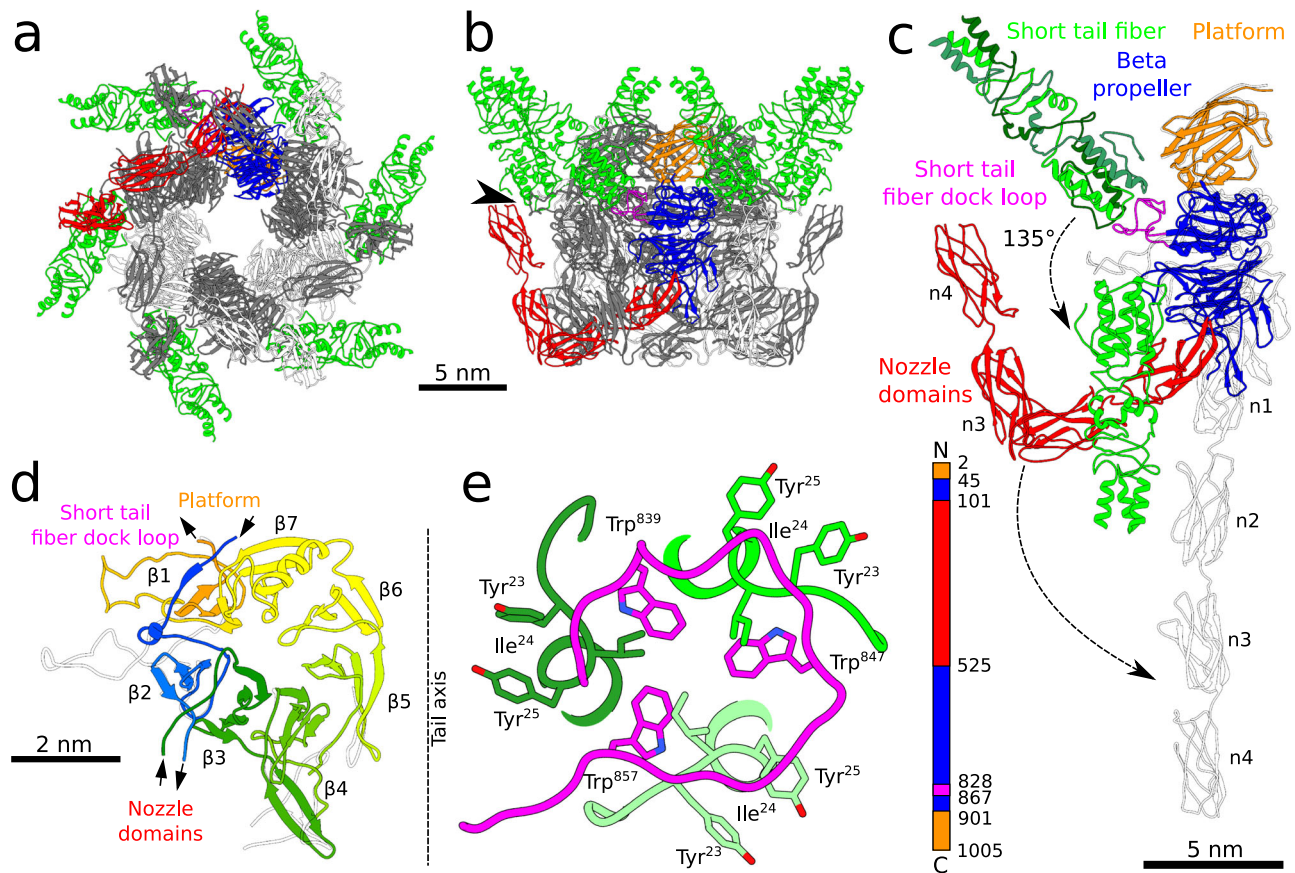 a
5 nm
b
c
Short tail fiber
Platform
Beta
propeller
Short tail
fiber dock loop
135°
n4
Nozzle
domains
n3
n1
n2
n3
n4
N
2
45
101
525
828
867
901
1005
C
5 nm
d
Platform
Short tail
fiber dock loop
β7
β1
β6
β2
β5
β3
β4
2 nm
Nozzle
domains
Tail axis
e
Tyr25
Trp839
Ile24
Tyr23
Tyr23
Ile24
Trp847
Tyr25
Trp857
Tyr25
Ile24
Tyr23